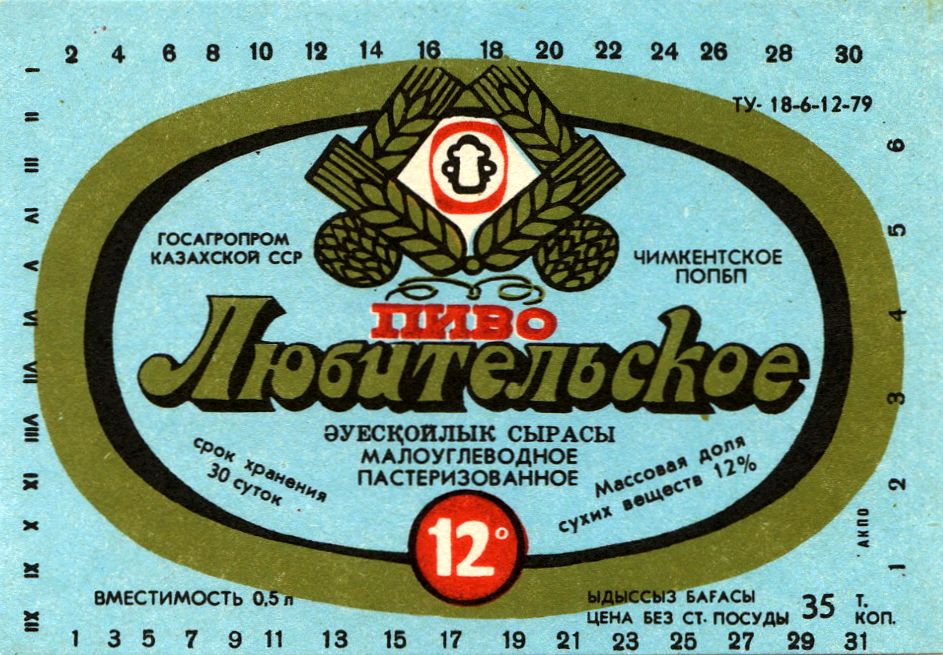 2 4 6 8 10 12 14 16 18 20 22 24 26 28 30
ТУ- 18-6-12-79
I
II
III
IV
V
VI
VII
VIII
XI
X
IX
IIX
6
5
4
3
2
1
ГОСАГРОПРОМ
КАЗАХСКОЙ ССР
ЧИМКЕНТСКОЕ
ПОПБП
ПИВО
Любительское
ӘУЕСҚОЙЛЫК СЫРАСЫ
МАЛОУГЛЕВОДНОЕ
ПАСТЕРИЗОВАННОЕ
срок хранения
30 суток
Массовая доля
сухих веществ 12%
12°
АКПО
ВМЕСТИМОСТЬ 0,5 л
ЫДЫССЫЗ БАҒАСЫ
ЦЕНА БЕЗ СТ. ПОСУДЫ
35 Т.
КОП.
1 3 5 7 9 11 13 15 17 19 21 23 25 27 29 31